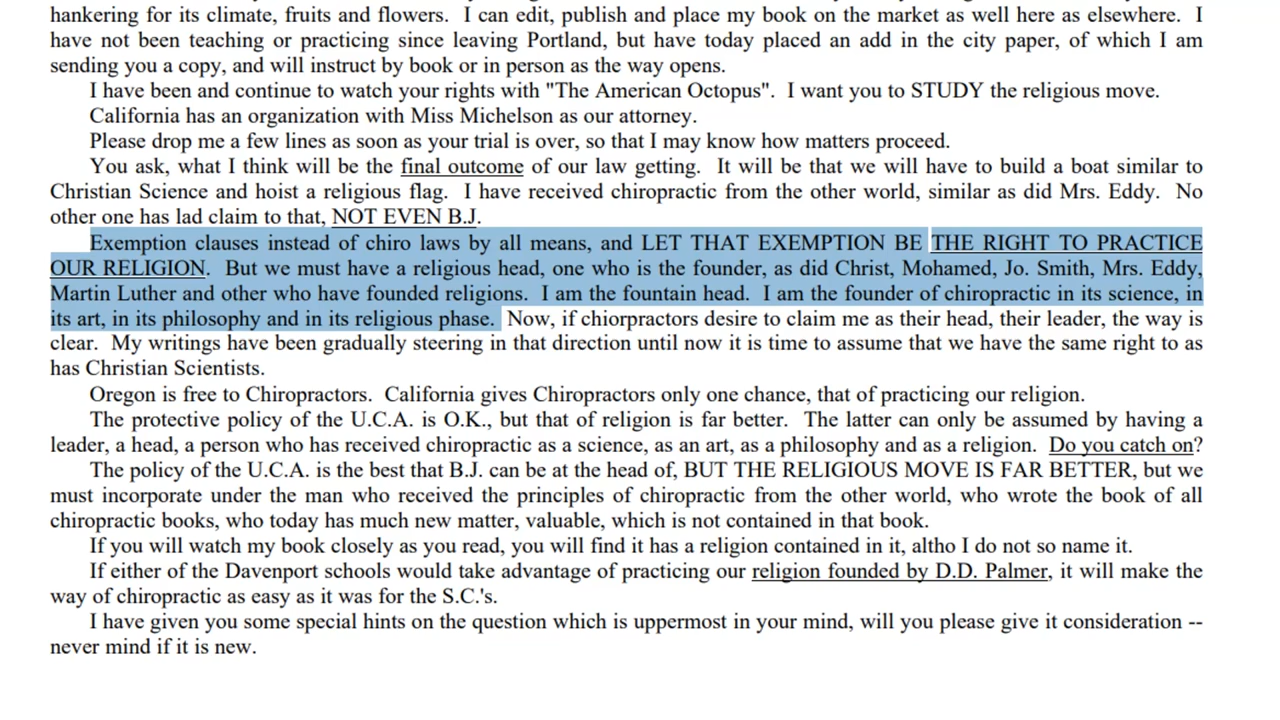 hankering for its climate, fruits and flowers.  I can edit, publish and place my book on the market as well here as elsewhere.  I
have not been teaching or practicing since leaving Portland, but have today placed an add in the city paper, of which I am
sending you a copy, and will instruct by book or in person as the way opens.
I have been and continue to watch your rights with "The American Octopus".  I want you to STUDY the religious move.
California has an organization with Miss Michelson as our attorney.
Please drop me a few lines as soon as your trial is over, so that I may know how matters proceed.
You ask, what I think will be the final outcome of our law getting.  It will be that we will have to build a boat similar to
Christian Science and hoist a religious flag.  I have received chiropractic from the other world, similar as did Mrs. Eddy.  No
other one has lad claim to that, NOT EVEN B.J.
Exemption clauses instead of chiro laws by all means, and LET THAT EXEMPTION BE THE RIGHT TO PRACTICE
OUR RELIGION.  But we must have a religious head, one who is the founder, as did Christ, Mohamed, Jo. Smith, Mrs. Eddy,
Martin Luther and other who have founded religions.  I am the fountain head.  I am the founder of chiropractic in its science, in
its art, in its philosophy and in its religious phase.  Now, if chiorpractors desire to claim me as their head, their leader, the way is
clear.  My writings have been gradually steering in that direction until now it is time to assume that we have the same right to as
has Christian Scientists.
Oregon is free to Chiropractors.  California gives Chiropractors only one chance, that of practicing our religion.
The protective policy of the U.C.A. is O.K., but that of religion is far better.  The latter can only be assumed by having a
leader, a head, a person who has received chiropractic as a science, as an art, as a philosophy and as a religion.  Do you catch on?
The policy of the U.C.A. is the best that B.J. can be at the head of, BUT THE RELIGIOUS MOVE IS FAR BETTER, but we
must incorporate under the man who received the principles of chiropractic from the other world, who wrote the book of all
chiropractic books, who today has much new matter, valuable, which is not contained in that book.
If you will watch my book closely as you read, you will find it has a religion contained in it, altho I do not so name it.
If either of the Davenport schools would take advantage of practicing our religion founded by D.D. Palmer, it will make the
way of chiropractic as easy as it was for the S.C.'s.
I have given you some special hints on the question which is uppermost in your mind, will you please give it consideration --
never mind if it is new.